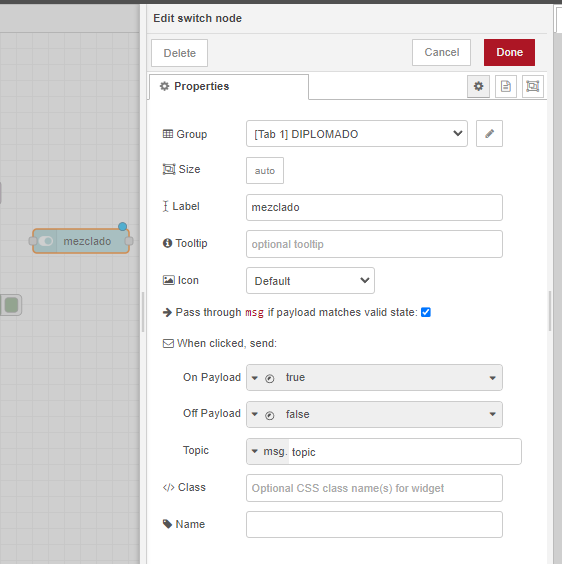 Edit switch node
Delete
Cancel
Done
Properties
Group
[Tab 1] DIPLOMADO
Size
auto
Label
mezclado
Tooltip
optional tooltip
Icon
Default
Pass through msg if payload matches valid state:
When clicked, send:
On Payload
true
Off Payload
false
Topic
msg. topic
</> Class
Optional CSS class name(s) for widget
Name
mezclado